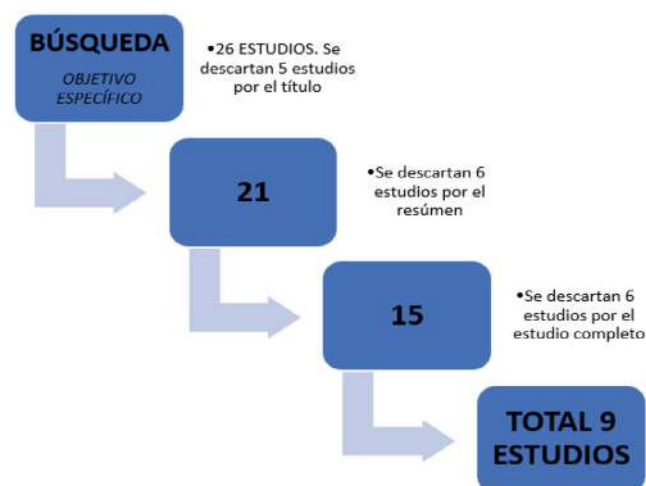 BÚSQUEDA
OBJETIVO
ESPECÍFICO
•26 ESTUDIOS. Se
descartan 5 estudios
por el título
21
•Se descartan 6
estudios por el
resúmen
15
•Se descartan 6
estudios por el
estudio completo
TOTAL 9
ESTUDIOS